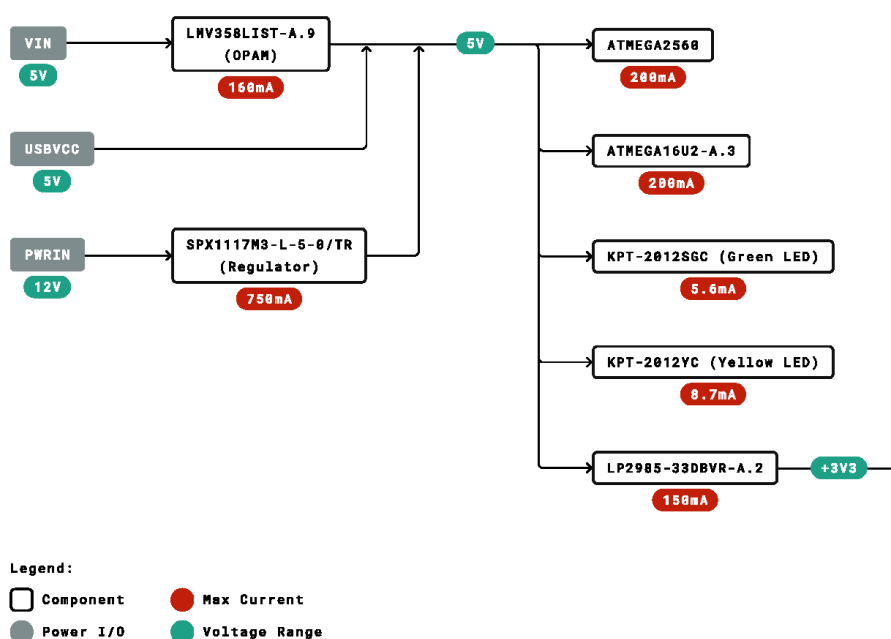 VIN
5V
LMV358LIST-A.9
(OPAM)
160mA
5V
ATMEGA2560
200mA
USBVCC
5V
ATMEGA16U2-A.3
200mA
PWRIN
12V
SPX1117M3-L-5-0/TR
(Regulator)
750mA
KPT-2012SGC (Green LED)
5.6mA
KPT-2012YC (Yellow LED)
8.7mA
LP2985-33DBVR-A.2
150mA
+3V3
Legend:
Component
Max Current
Power I/O
Voltage Range